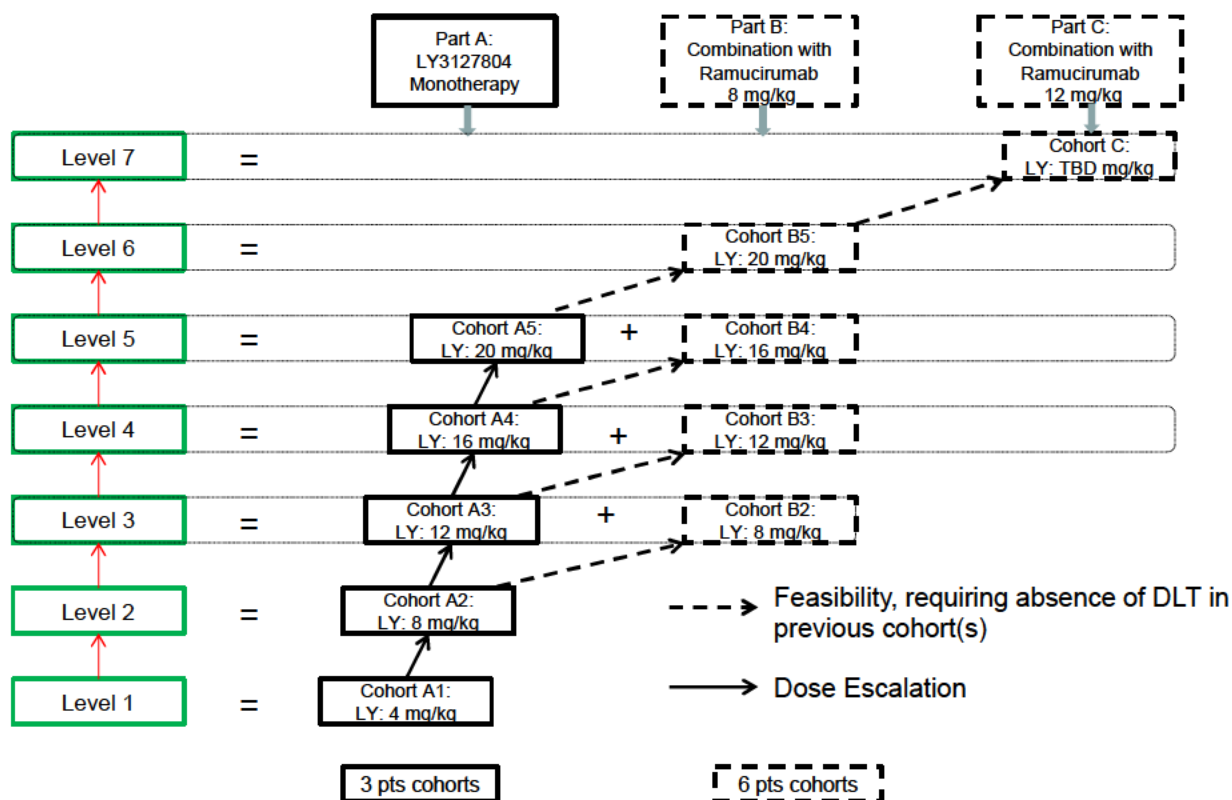 Part A:
LY3127804
Monotherapy
Part B:
Combination with
Ramucirumab
8 mg/kg
Part C:
Combination with
Ramucirumab
12 mg/kg
Level 7
=
Cohort C:
LY: TBD mg/kg
Level 6
=
Cohort B5:
LY: 20 mg/kg
Level 5
=
Cohort A5:
LY: 20 mg/kg
+
Cohort B4:
LY: 16 mg/kg
Level 4
=
Cohort A4:
LY: 16 mg/kg
+
Cohort B3:
LY: 12 mg/kg
Level 3
=
Cohort A3:
LY: 12 mg/kg
+
Cohort B2:
LY: 8 mg/kg
Level 2
=
Cohort A2:
LY: 8 mg/kg
Feasibility, requiring absence of DLT in
previous cohort(s)
Level 1
=
Cohort A1:
LY: 4 mg/kg
Dose Escalation
3 pts cohorts
6 pts cohorts